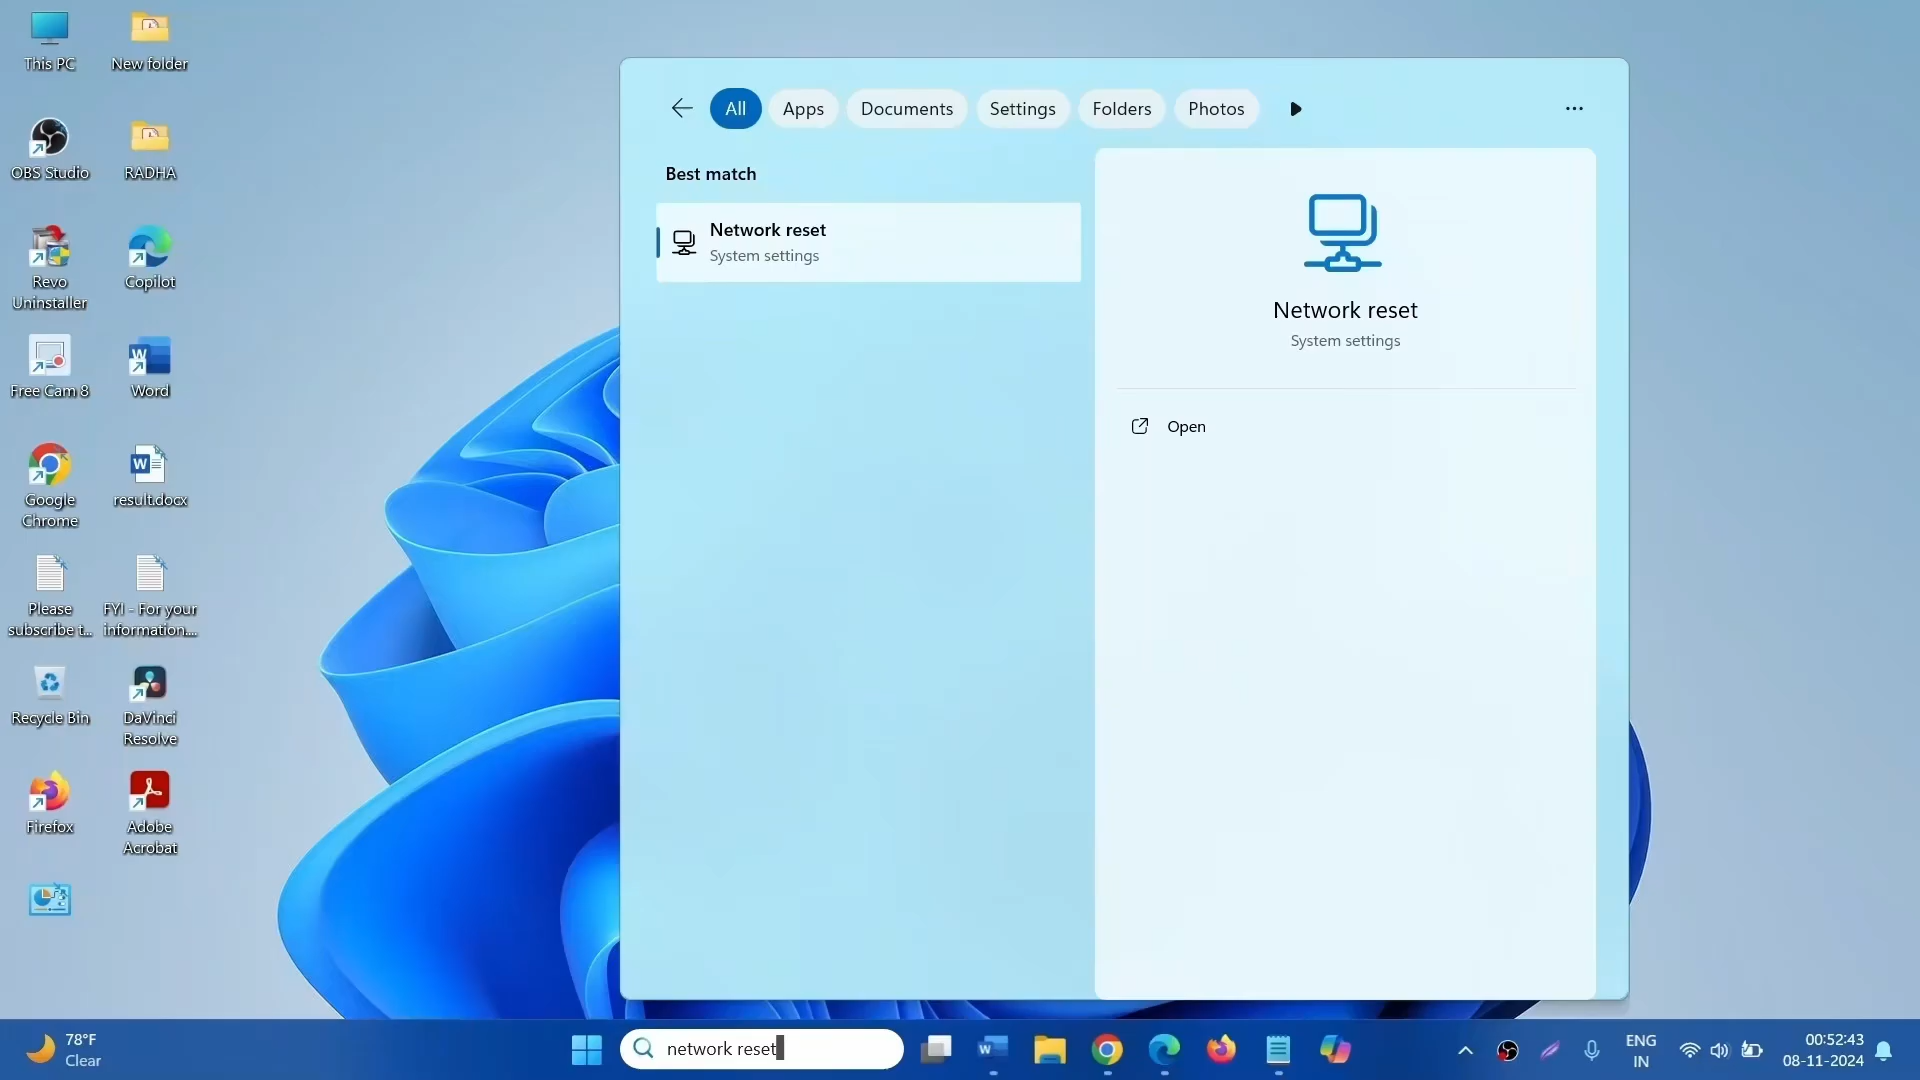 This PC
New folder
OBS Studio
RADHA
Revo
Uninstaller
Copilot
Free Cam 8
Word
Google
Chrome
result.docx
Please
subscribe t...
FYI - For your
information....
Recycle Bin
DaVinci
Resolve
Firefox
Adobe
Acrobat
All
Apps
Documents
Settings
Folders
Photos
...
Best match
Network reset
System settings
Network reset
System settings
Open
78°F
Clear
network reset
ENG
IN
00:52:43
08-11-2024